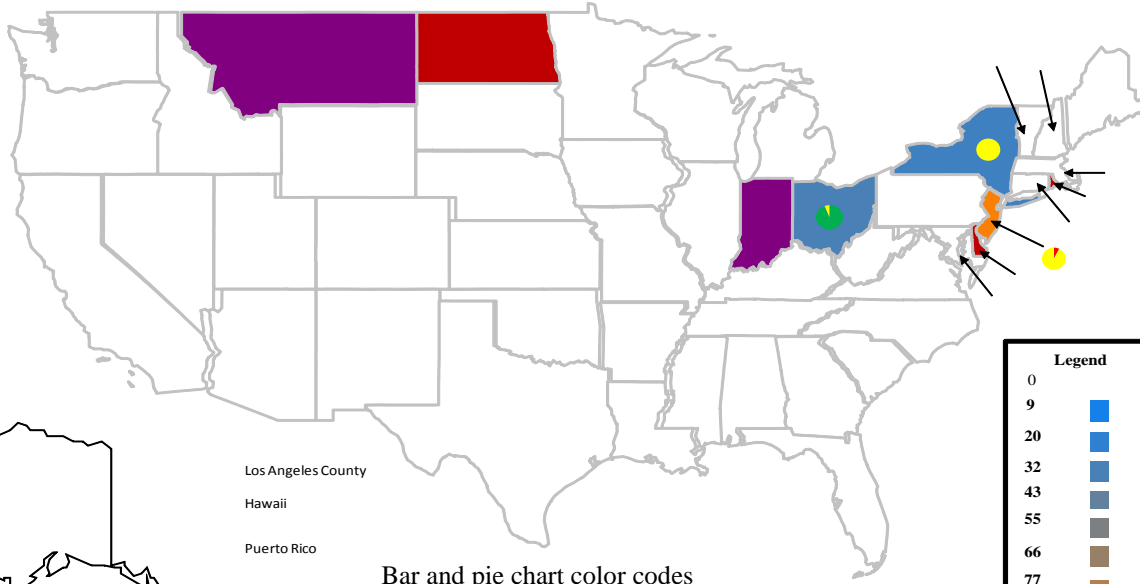 Legend
0
9
20
32
43
55
66
77
Los Angeles County
Hawaii
Puerto Rico
Bar and pie chart color codes